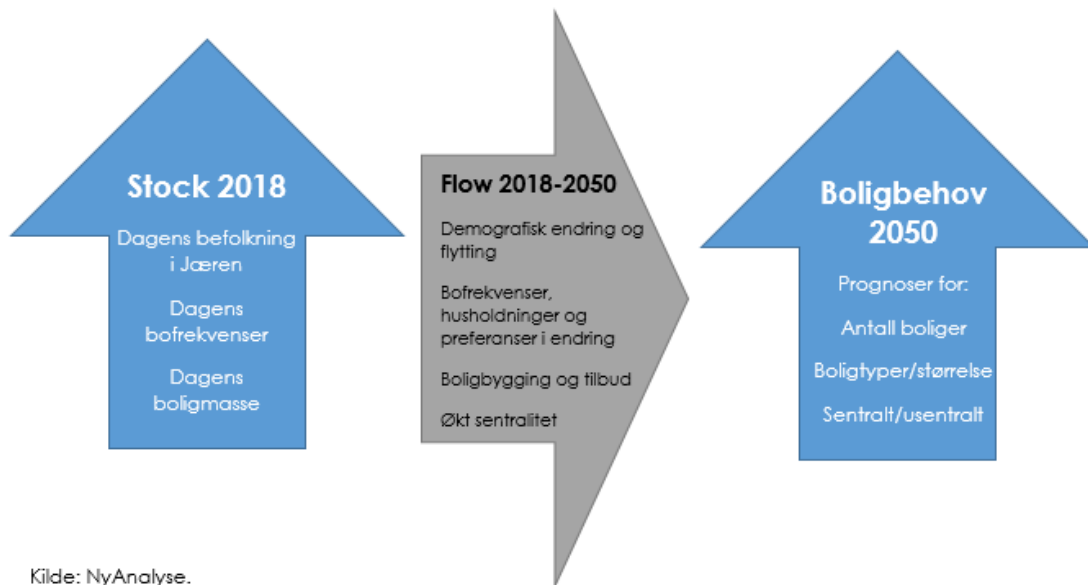 Stock 2018
Dagens befolkning
i Jæren
Dagens
bofrekvenser
Dagens
boligmasse
Flow 2018-2050
Demografisk endring og
flytting
Bofrekvenser,
husholdninger og
preferanser i endring
Boligbygging og tilbud
Økt sentralitet
Boligbehov
2050
Prognoser for:
Antall boliger
Boligtyper/størrelse
Sentralt/usentralt
Kilde: NyAnalyse.